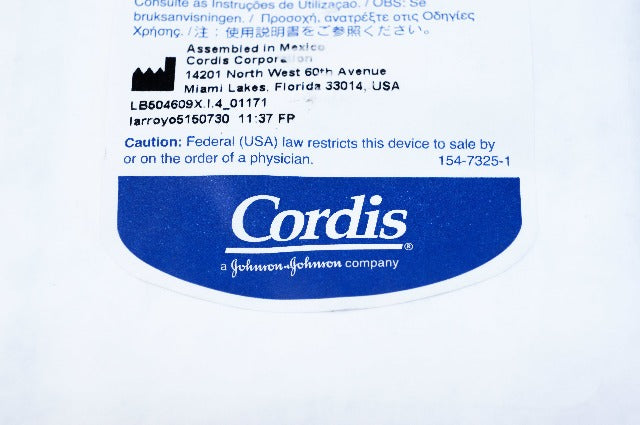 Consulte as Instruções de Utilização. / OBS: Se
bruksanvisningen. / Προσοχή, ανατρέξτε στις Οδηγίες
Χρήσης. / 注：使用説明書をご参照ください。
Assembled in Mexico
Cordis Corporation
14201 North West 60th Avenue
Miami Lakes, Florida 33014, USA
LB504609X.I.4_01171
larroyo5150730 11:37 FP
Caution: Federal (USA) law restricts this device to sale by
or on the order of a physician. 154-7325-1
Cordis®
a Johnson&Johnson company